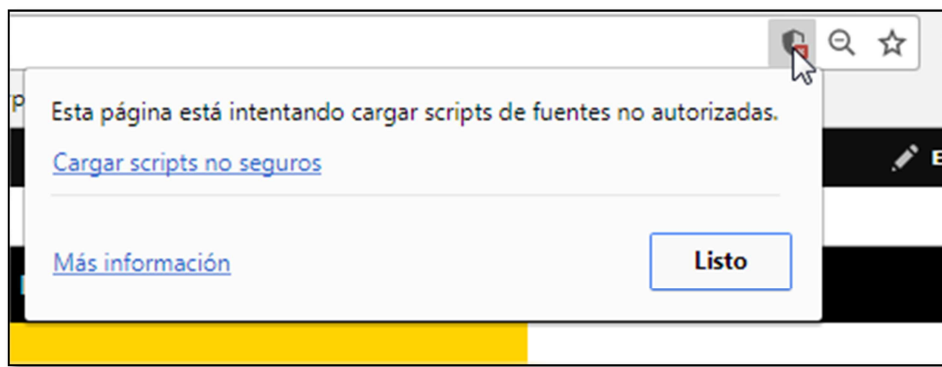 Esta página está intentando cargar scripts de fuentes no autorizadas.
Cargar scripts no seguros
Más información
Listo